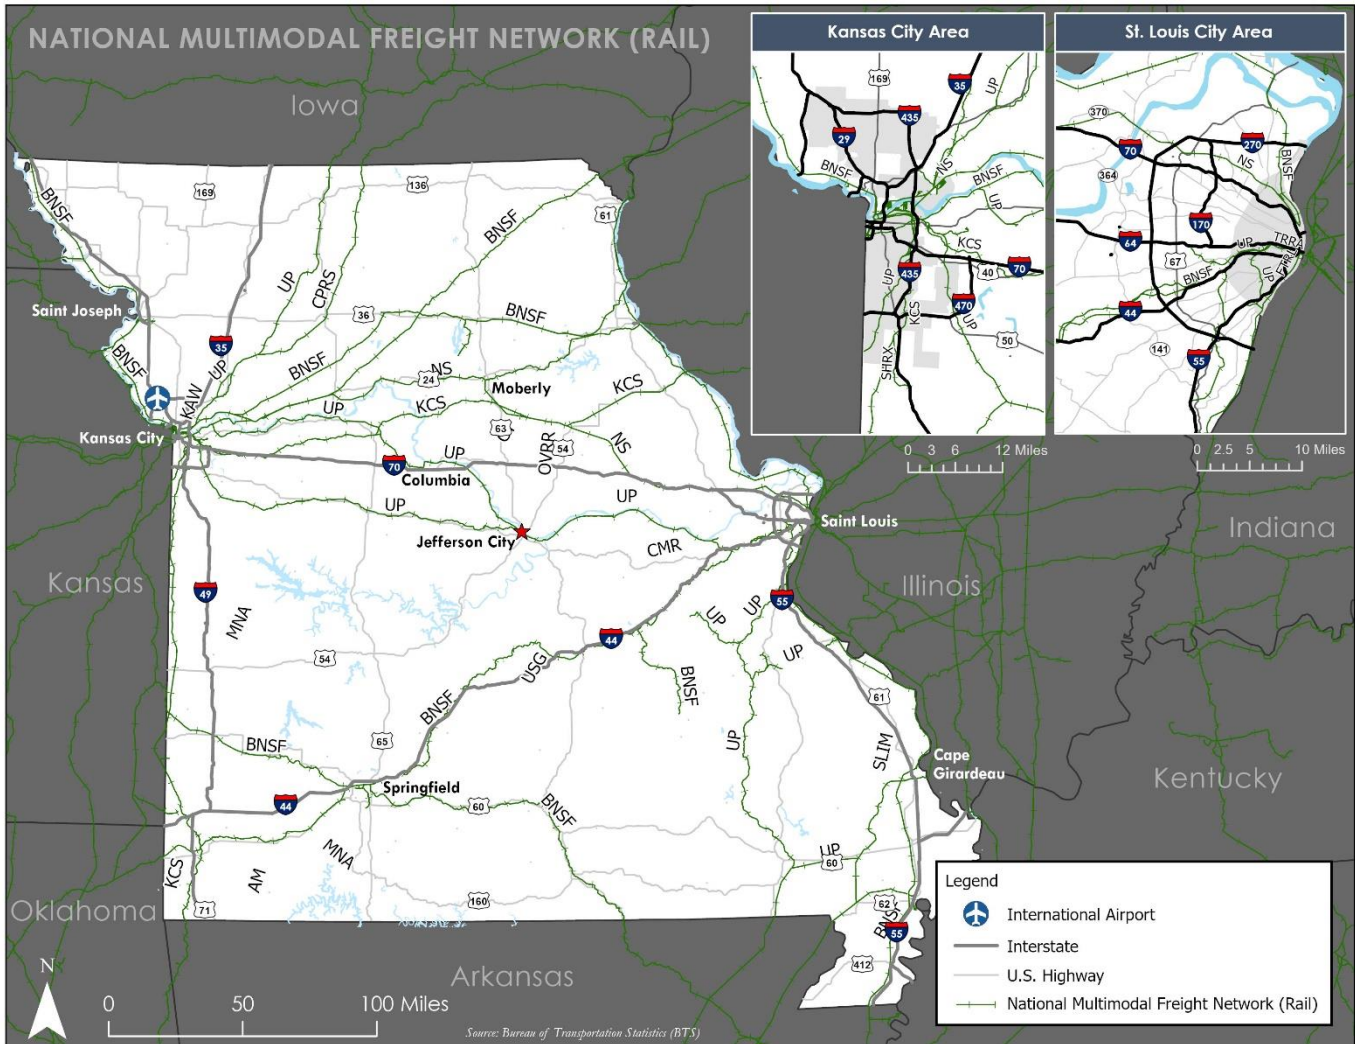 NATIONAL MULTIMODAL FREIGHT NETWORK (RAIL)
Kansas City Area
St. Louis City Area
Iowa
169
136
61
BNSF
BNSF
UP
CPRS
Saint Joseph
36
BNSF
35
BNSF
BNSF
UP
KAW
24
NS
Moberly
KCS
UP
KCS
63
54
Kansas City
OVRR
NS
UP
70
Columbia
UP
UP
Saint Louis
Jefferson City
CMR
Kansas
49
MNA
Illinois
Indiana
55
UP
UP
UP
44
54
USG
BNSF
BNSF
61
65
BNSF
UP
SLIM
Cape
Girardeau
Kentucky
Springfield
44
60
BNSF
MNA
UP
60
KCS
AM
71
160
62
BNSF
55
412
Oklahoma
Arkansas
169
35
UP
435
29
BNSF
NS
BNSF
UP
KCS
40
70
UP
435
470
KCS
UP
50
SHRX
0 3 6 12 Miles
370
70
270
NS
BNSF
364
170
64
UP
TRRA
67
BNSF
UP
44
141
55
0 2.5 5 10 Miles
Legend
International Airport
Interstate
U.S. Highway
National Multimodal Freight Network (Rail)
N
0 50 100 Miles
Source: Bureau of Transportation Statistics (BTS)